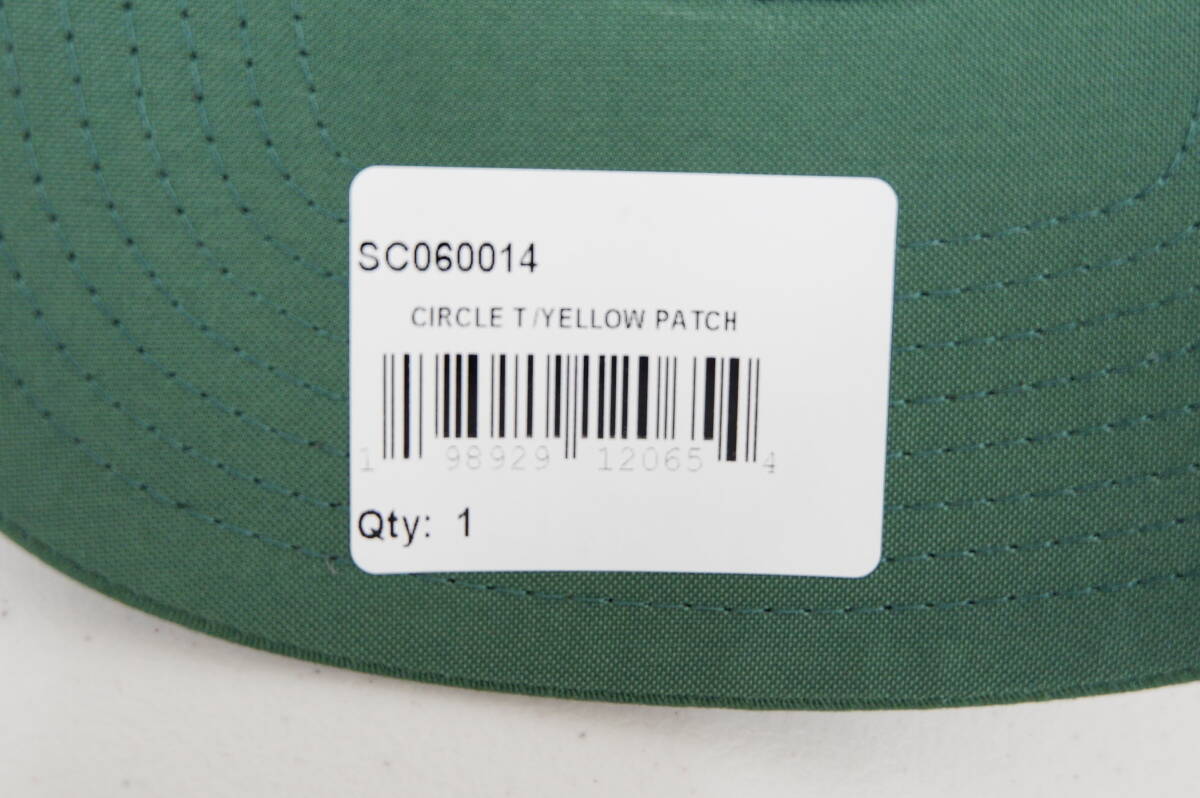 SC060014
CIRCLE T/YELLOW PATCH
1 98929 12065 4
Qty: 1